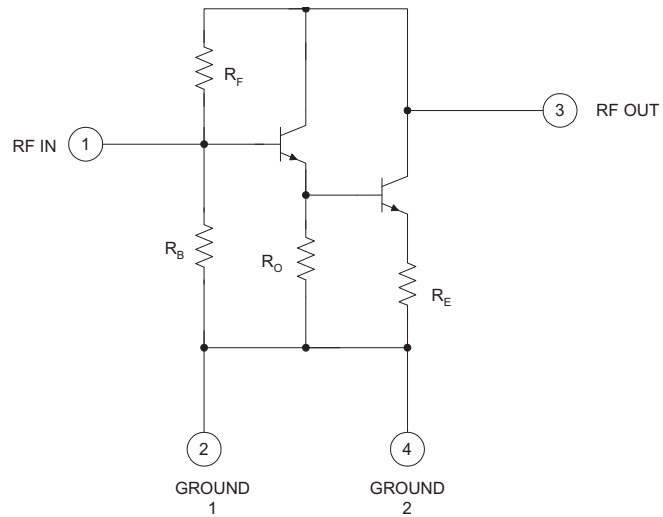 R_F
RF IN
1
3
RF OUT
R_B
R_O
R_E
2
4
GROUND
1
GROUND
2